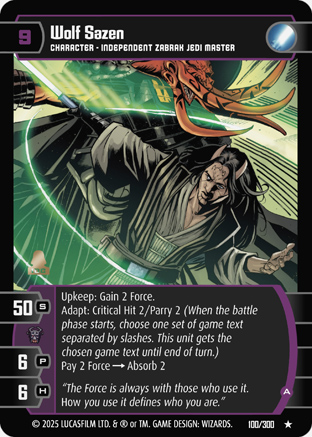 9
Wolf Sazen
CHARACTER - INDEPENDENT ZABRAK JEDI MASTER
50 S
Upkeep: Gain 2 Force.
Adapt: Critical Hit 2/Parry 2 (When the battle
phase starts, choose one set of game text
separated by slashes. This unit gets the
chosen game text until end of turn.)
6 P
Pay 2 Force → Absorb 2
6 H
“The Force is always with those who use it.
How you use it defines who you are.”
A
© 2025 LUCASFILM LTD. & ® or TM. GAME DESIGN: WIZARDS. 100/300 ★